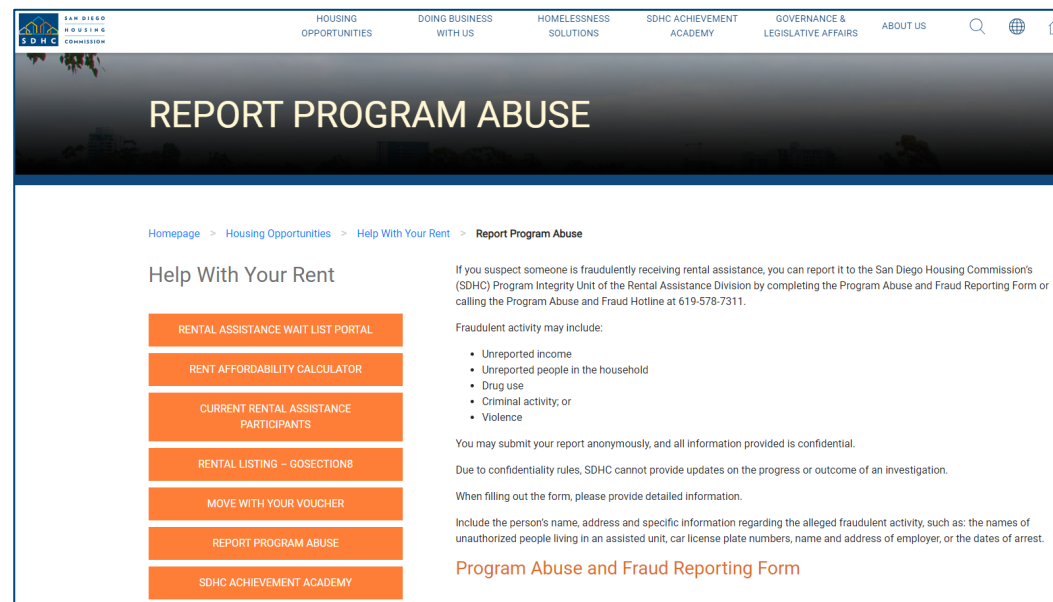 SAN DIEGO
HOUSING
COMMISSION
SDHC
HOUSING
OPPORTUNITIES
DOING BUSINESS
WITH US
HOMELESSNESS
SOLUTIONS
SDHC ACHIEVEMENT
ACADEMY
GOVERNANCE &
LEGISLATIVE AFFAIRS
ABOUT US
REPORT PROGRAM ABUSE
Homepage > Housing Opportunities > Help With Your Rent > Report Program Abuse
Help With Your Rent
RENTAL ASSISTANCE WAIT LIST PORTAL
RENT AFFORDABILITY CALCULATOR
CURRENT RENTAL ASSISTANCE
PARTICIPANTS
RENTAL LISTING – GOSECTION8
MOVE WITH YOUR VOUCHER
REPORT PROGRAM ABUSE
SDHC ACHIEVEMENT ACADEMY
If you suspect someone is fraudulently receiving rental assistance, you can report it to the San Diego Housing Commission's
(SDHC) Program Integrity Unit of the Rental Assistance Division by completing the Program Abuse and Fraud Reporting Form or
calling the Program Abuse and Fraud Hotline at 619-578-7311.
Fraudulent activity may include:
• Unreported income
• Unreported people in the household
• Drug use
• Criminal activity; or
• Violence
You may submit your report anonymously, and all information provided is confidential.
Due to confidentiality rules, SDHC cannot provide updates on the progress or outcome of an investigation.
When filling out the form, please provide detailed information.
Include the person's name, address and specific information regarding the alleged fraudulent activity, such as: the names of
unauthorized people living in an assisted unit, car license plate numbers, name and address of employer, or the dates of arrest.
Program Abuse and Fraud Reporting Form